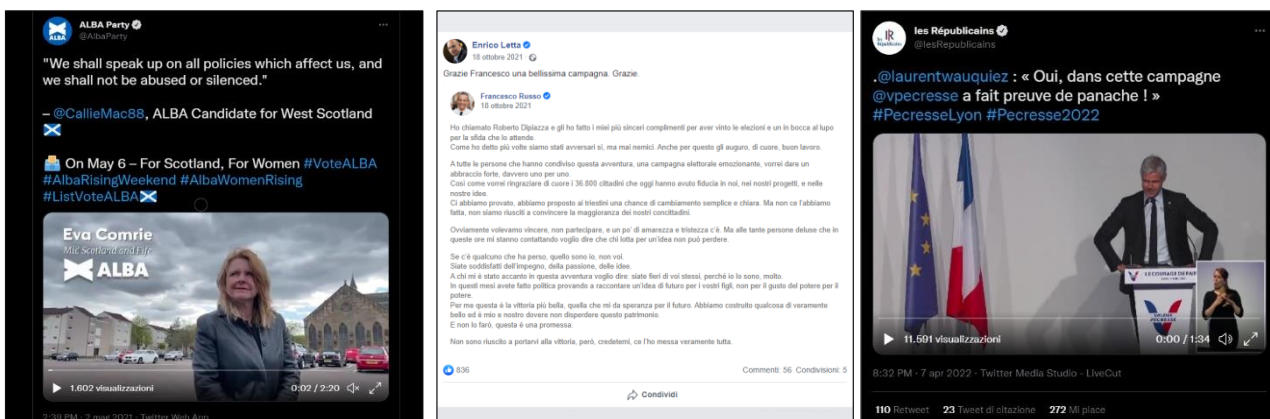 ALBA Party
@AlbaParty
"We shall speak up on all policies which affect us, and
we shall not be abused or silenced."
– @CallieMac88, ALBA Candidate for West Scotland
On May 6 – For Scotland, For Women #VoteALBA
#AlbaRisingWeekend #AlbaWomenRising
#ListVoteALBA
Eva Comrie
Mid Scotland and Fife
ALBA
1.602 visualizzazioni
0:02 / 2:20
2:39 PM · 2 mag 2021 · Twitter Web App
Enrico Letta
18 ottobre 2021
Grazie Francesco una bellissima campagna. Grazie.
Francesco Russo
18 ottobre 2021
Ho chiamato Roberto Dipiazza e gli ho fatto i miei più sinceri complimenti per aver vinto le elezioni e un in bocca al lupo
per la sfida che lo attende.
Come ho detto più volte siamo stati avversari sì, ma mai nemici. Anche per questo gli auguro, di cuore, buon lavoro.
A tutte le persone che hanno condiviso questa avventura, una campagna elettorale emozionante, vorrei dare un
abbraccio forte, davvero uno per uno.
Così come vorrei ringraziare di cuore i 36.800 cittadini che oggi hanno avuto fiducia in noi, nei nostri progetti, e nelle
nostre idee.
Ci abbiamo provato, abbiamo proposto ai triestini una chance di cambiamento semplice e chiara. Ma non ce l'abbiamo
fatta, non siamo riusciti a convincere la maggioranza dei nostri concittadini.
Ovviamente volevamo vincere, non partecipare, e un po' di amarezza e tristezza c'è. Ma alle tante persone deluse che in
queste ore mi stanno contattando voglio dire che chi lotta per un'idea non può perdere.
Se c'è qualcuno che ha perso, quello sono io, non voi.
Siate soddisfatti dell'impegno, della passione, delle idee.
A chi mi è stato accanto in questa avventura voglio dire: siate fieri di voi stessi, perché io lo sono, molto.
In questi mesi avete fatto politica provando a raccontare un'idea di futuro per i vostri figli, non per il gusto del potere per il
potere.
Per me questa è la vittoria più bella, quella che mi da speranza per il futuro. Abbiamo costruito qualcosa di veramente
bello ed è mio e nostro dovere non disperdere questo patrimonio.
E non lo farò, questa è una promessa.
Non sono riuscito a portarvi alla vittoria, però, credetemi, ce l'ho messa veramente tutta.
836
Commenti: 56 Condivisioni: 5
Condividi
les Républicains
@lesRepublicains
.@laurentwauquiez : « Oui, dans cette campagne
@vpecresse a fait preuve de panache ! »
#PecresseLyon #Pecresse2022
LE COURAGE DE FAIRE
VALÉRIE
PECRESSE
11.591 visualizzazioni
0:00 / 1:34
8:32 PM · 7 apr 2022 · Twitter Media Studio - LiveCut
110 Retweet 23 Tweet di citazione 272 Mi piace